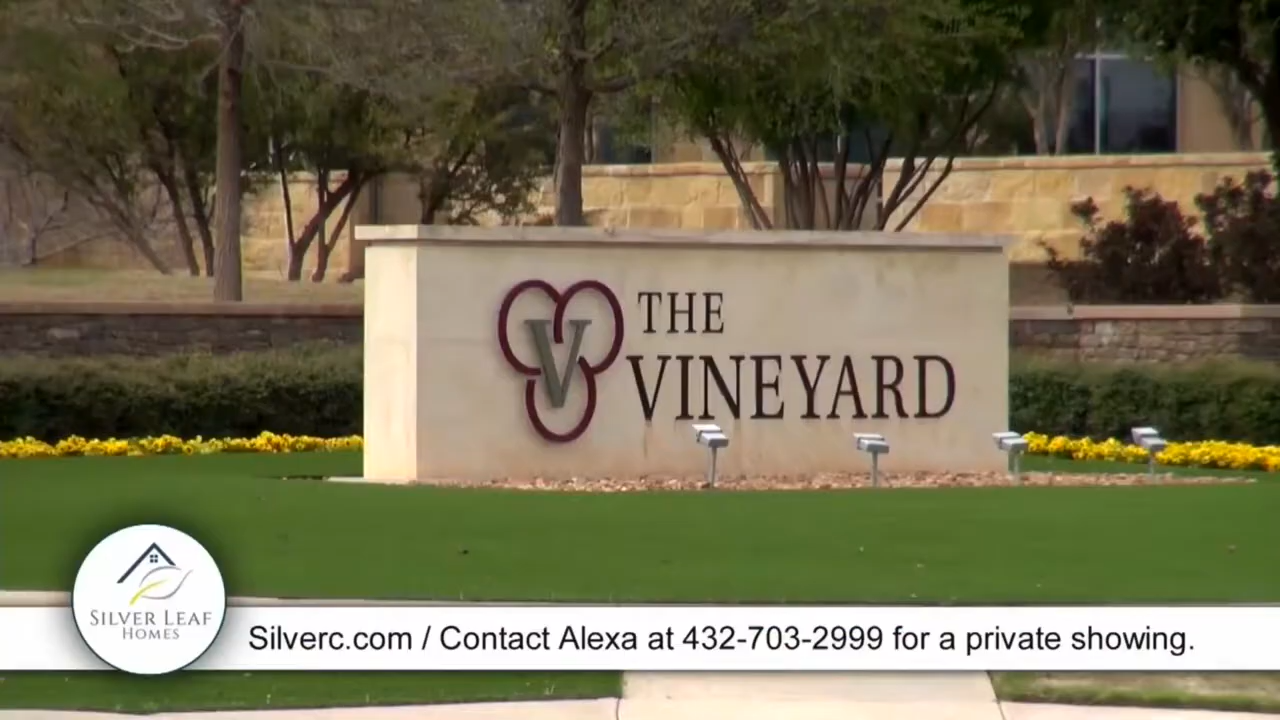 V
THE
VINEYARD
SILVER LEAF
HOMES
Silverc.com / Contact Alexa at 432-703-2999 for a private showing.